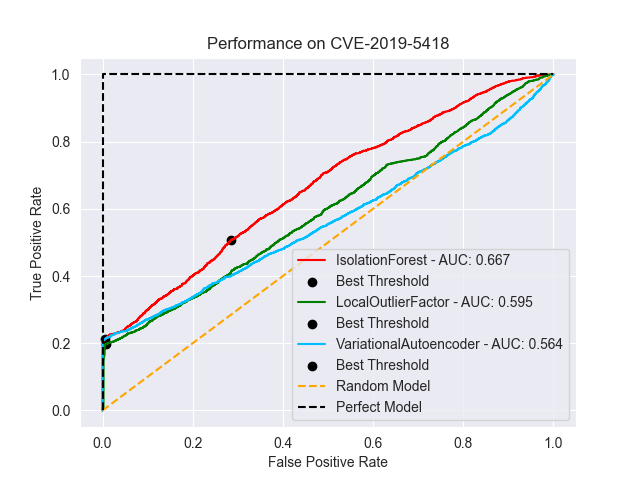 Performance on CVE-2019-5418
True Positive Rate
1.0
0.8
0.6
0.4
0.2
0.0
IsolationForest - AUC: 0.667
Best Threshold
LocalOutlierFactor - AUC: 0.595
Best Threshold
VariationalAutoencoder - AUC: 0.564
Best Threshold
Random Model
Perfect Model
0.0 0.2 0.4 0.6 0.8 1.0
False Positive Rate